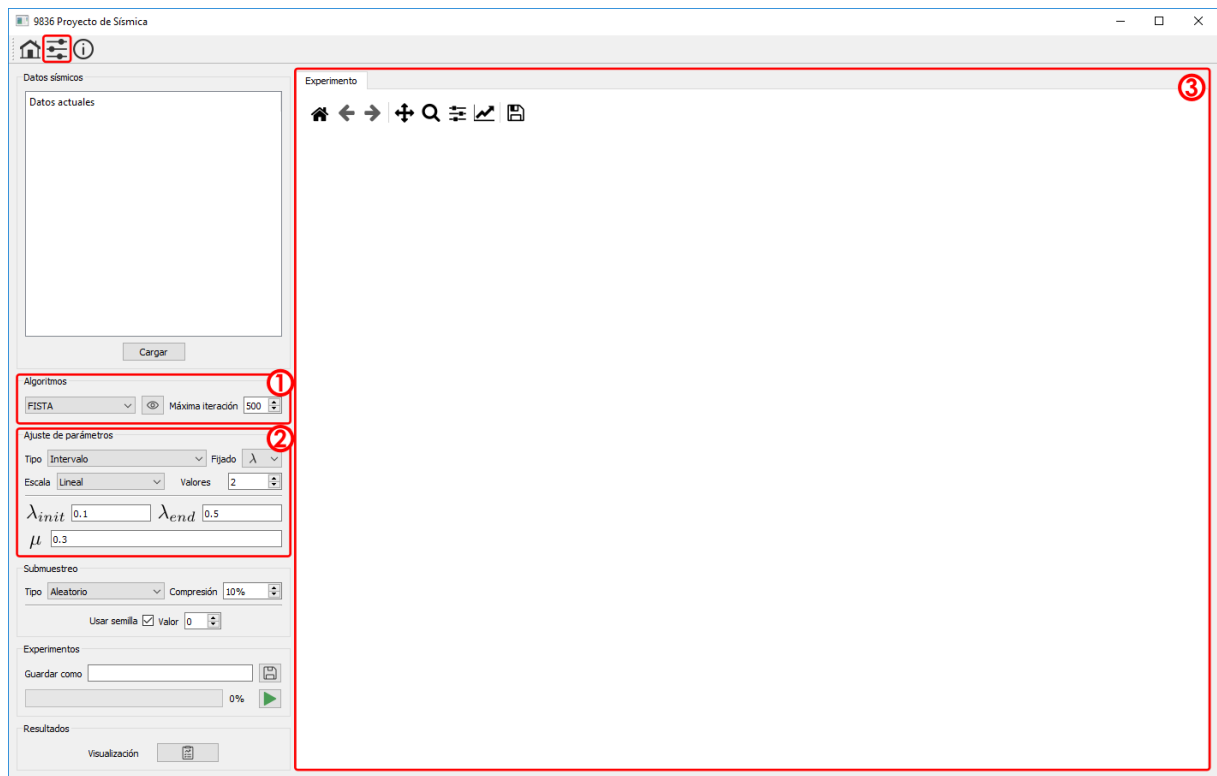 9836 Proyecto de Sísmica
Datos sísmicos
Datos actuales
Cargar
Algoritmos
①
FISTA Máxima iteración 500
Ajuste de parámetros
②
Tipo Intervalo Fijado λ
Escala Lineal Valores 2
λinit 0.1 λend 0.5
μ 0.3
Submuestreo
Tipo Aleatorio Compresión 10%
Usar semilla Valor 0
Experimentos
Guardar como
0%
Resultados
Visualización
Experimento
③